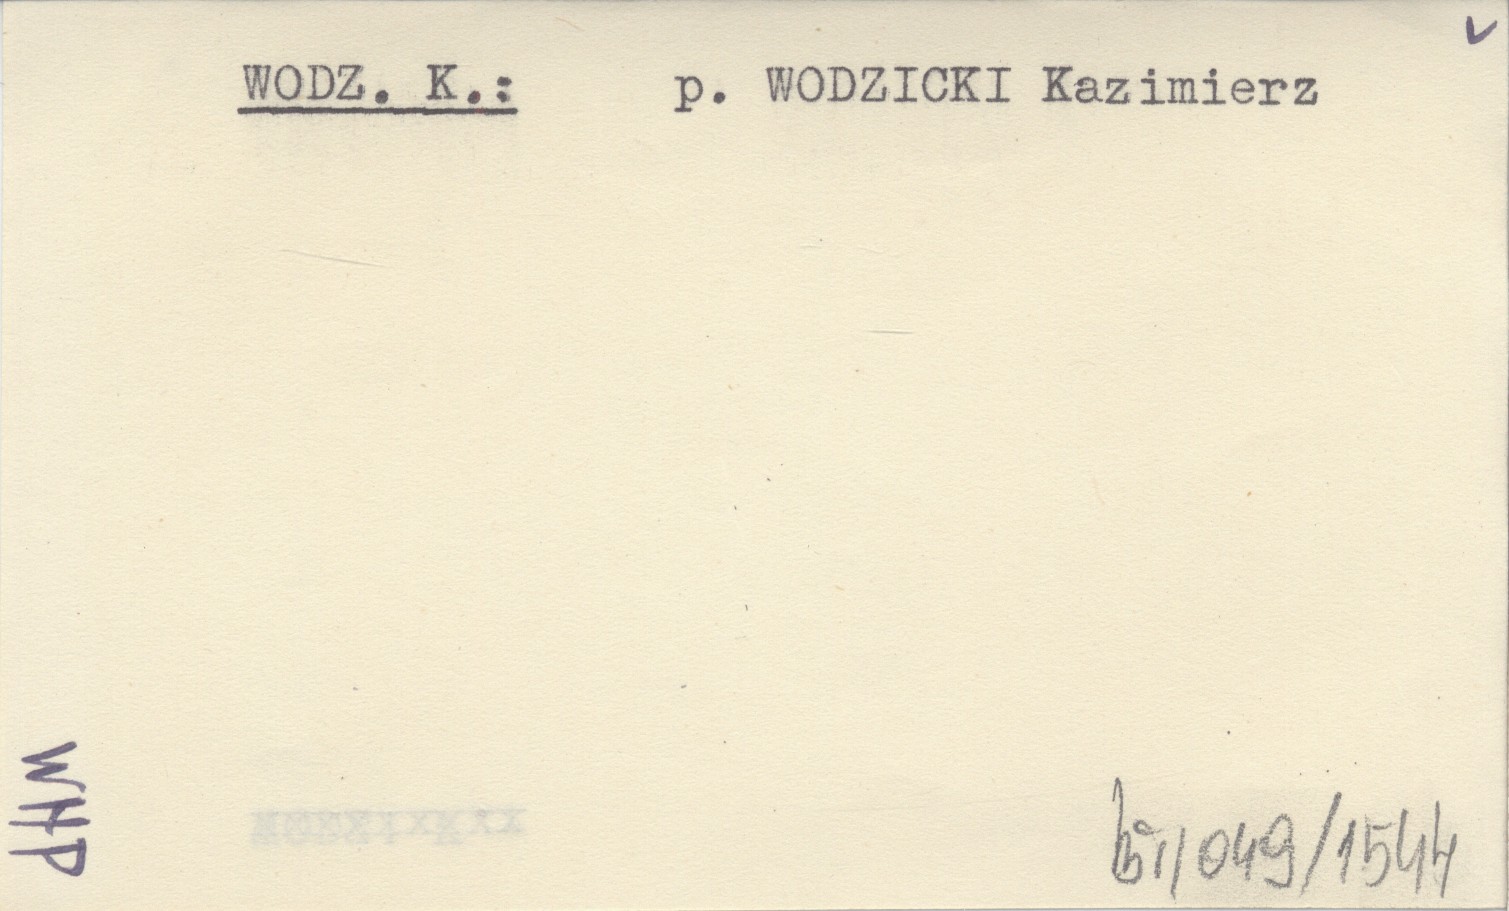 WODZ. K.: p. WODZICKI Kazimierz
WHP
bi/049/1544